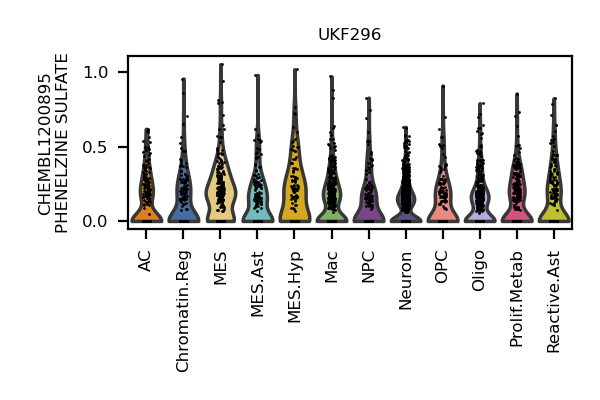 UKF296
CHEMBL1200895
PHENELZINE SULFATE
1.0
0.5
0.0
AC
Chromatin.Reg
MES
MES.Ast
MES.Hyp
Mac
NPC
Neuron
OPC
Oligo
Prolif.Metab
Reactive.Ast